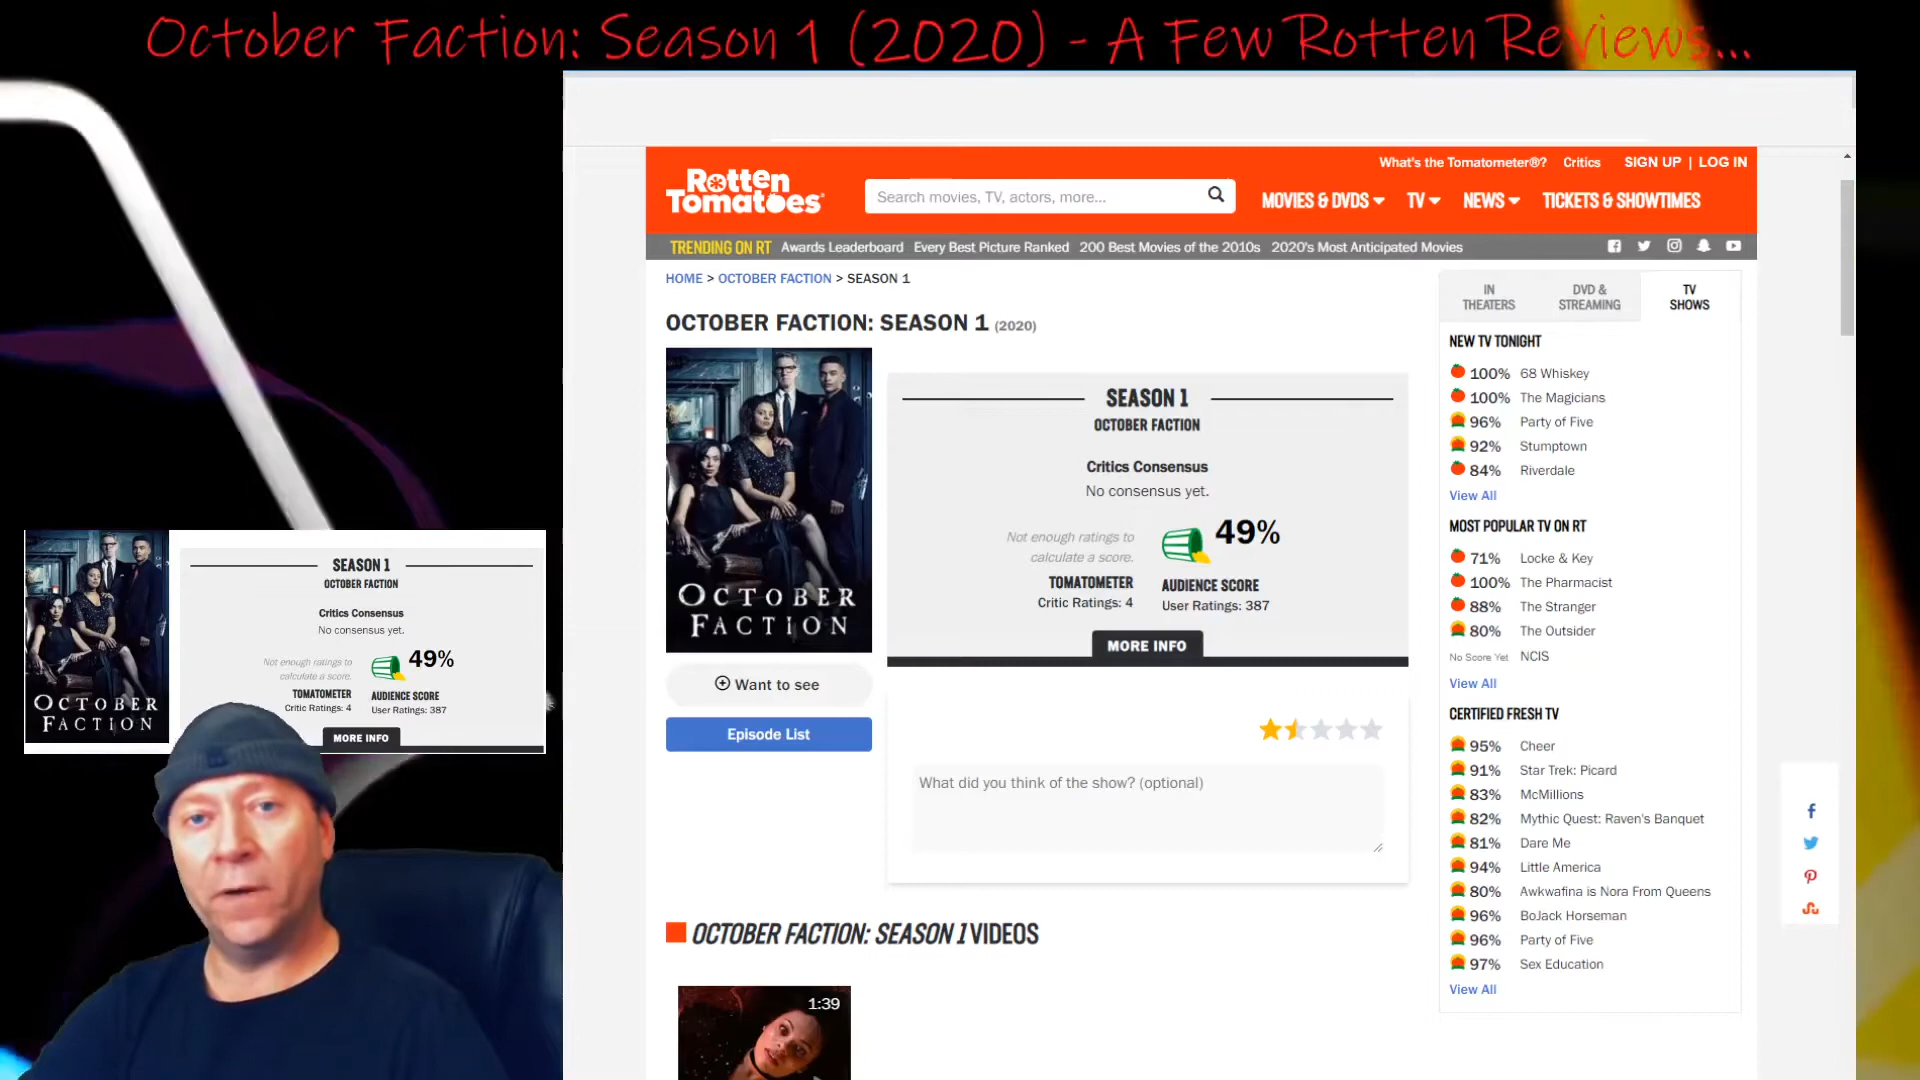 October Faction: Season 1 (2020) - A Few Rotten Reviews...
What's the Tomatometer®? Critics SIGN UP | LOG IN
Rotten
Tomatoes®
Search movies, TV, actors, more...
MOVIES & DVDS TV NEWS TICKETS & SHOWTIMES
TRENDING ON RT Awards Leaderboard Every Best Picture Ranked 200 Best Movies of the 2010s 2020's Most Anticipated Movies
HOME > OCTOBER FACTION > SEASON 1
OCTOBER FACTION: SEASON 1 (2020)
OCTOBER
FACTION
Want to see
Episode List
SEASON 1
OCTOBER FACTION
Critics Consensus
No consensus yet.
Not enough ratings to
calculate a score.
TOMATOMETER
Critic Ratings: 4
49%
AUDIENCE SCORE
User Ratings: 387
MORE INFO
What did you think of the show? (optional)
OCTOBER FACTION: SEASON 1 VIDEOS
1:39
IN
THEATERS
DVD &
STREAMING
TV
SHOWS
NEW TV TONIGHT
100% 68 Whiskey
100% The Magicians
96% Party of Five
92% Stumptown
84% Riverdale
View All
MOST POPULAR TV ON RT
71% Locke & Key
100% The Pharmacist
88% The Stranger
80% The Outsider
No Score Yet NCIS
View All
CERTIFIED FRESH TV
95% Cheer
91% Star Trek: Picard
83% McMillions
82% Mythic Quest: Raven's Banquet
81% Dare Me
94% Little America
80% Awkwafina is Nora From Queens
96% BoJack Horseman
96% Party of Five
97% Sex Education
View All
OCTOBER
FACTION
SEASON 1
OCTOBER FACTION
Critics Consensus
No consensus yet.
Not enough ratings to
calculate a score.
TOMATOMETER
Critic Ratings: 4
49%
AUDIENCE SCORE
User Ratings: 387
MORE INFO